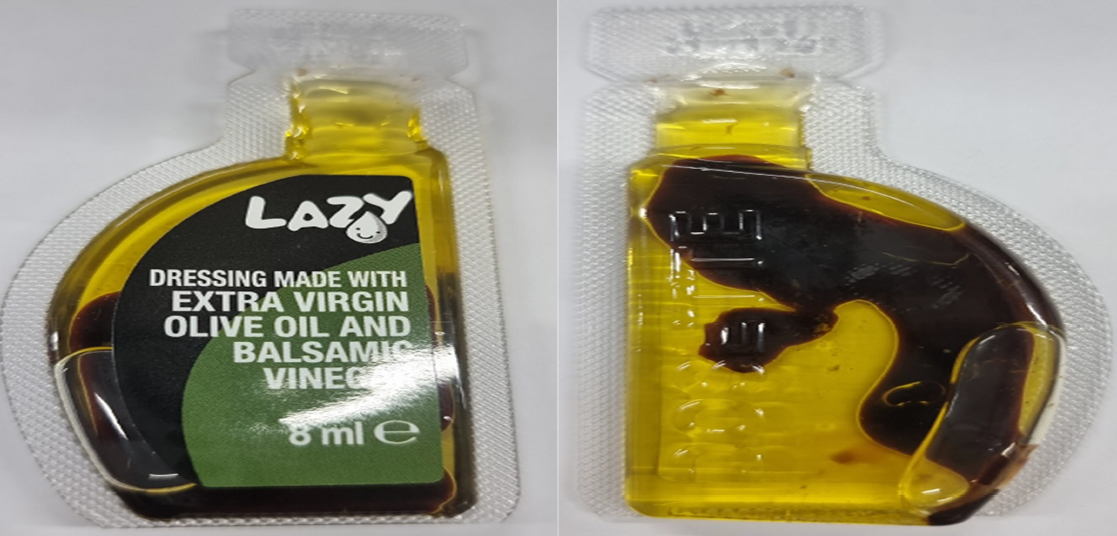 LAZY
DRESSING MADE WITH
EXTRA VIRGIN
OLIVE OIL AND
BALSAMIC
8 ml ℮